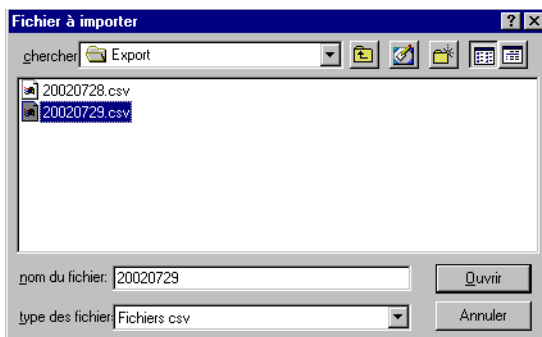 Fichier à importer
chercher Export
20020728.csv
20020729.csv
nom du fichier: 20020729 Ouvrir
type des fichier: Fichiers csv Annuler